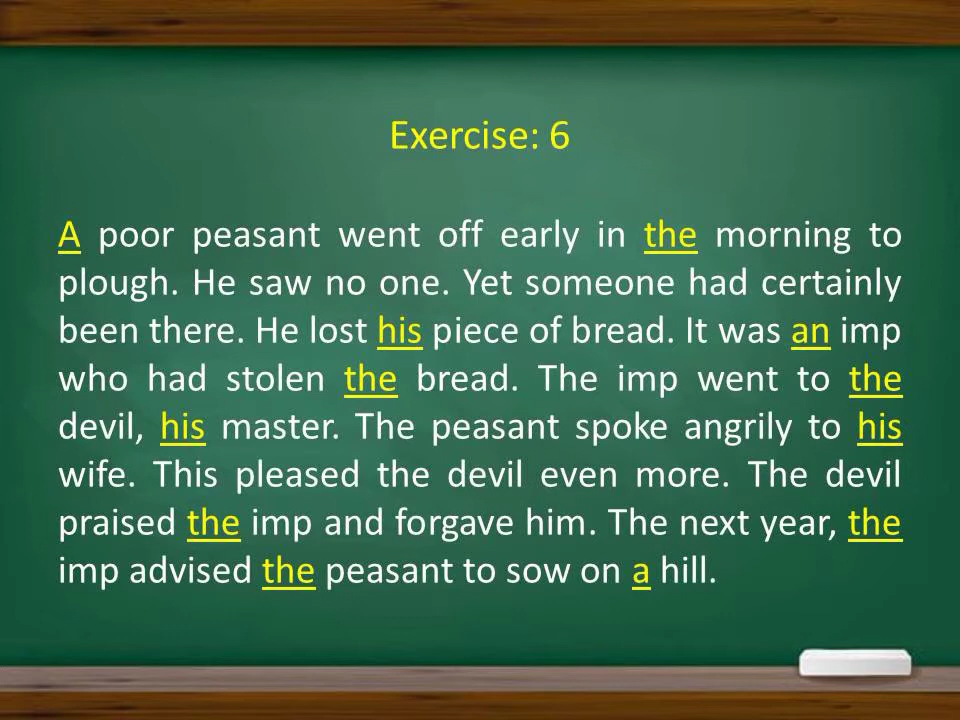 Exercise: 6
A poor peasant went off early in the morning to
plough. He saw no one. Yet someone had certainly
been there. He lost his piece of bread. It was an imp
who had stolen the bread. The imp went to the
devil, his master. The peasant spoke angrily to his
wife. This pleased the devil even more. The devil
praised the imp and forgave him. The next year, the
imp advised the peasant to sow on a hill.